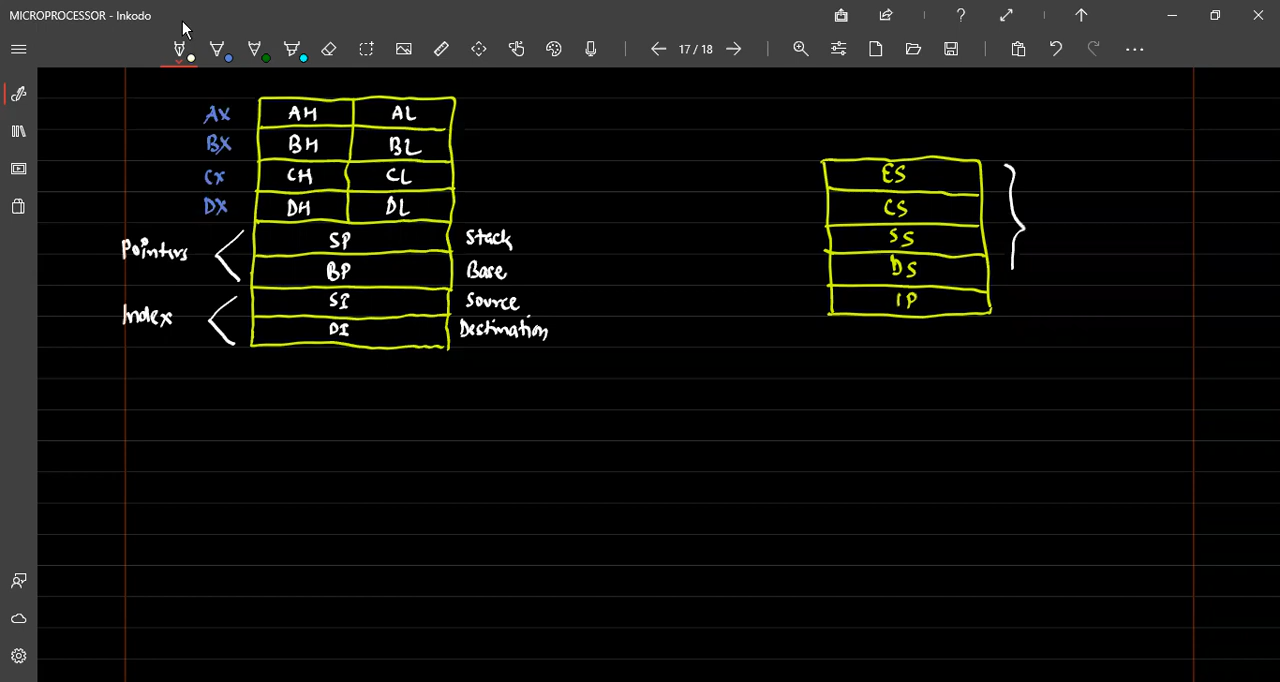 MICROPROCESSOR - Inkodo
17 / 18
AX AH AL
BX BH BL
CX CH CL
DX DH DL
Pointers SP Stack
BP Base
Index SI Source
DI Destination
ES
CS
SS
DS
IP